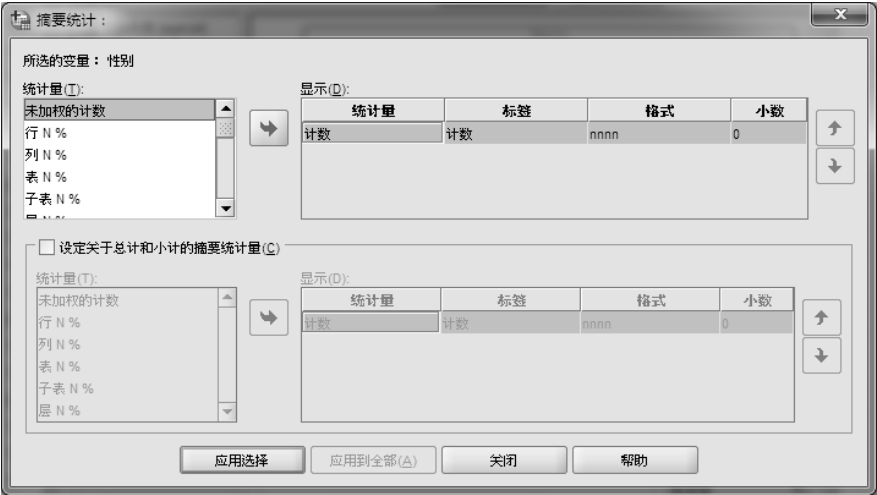 摘要统计：
所选的变量：性别
统计量(T):
显示(D):
未加权的计数
行 N %
列 N %
表 N %
子表 N %
层 N %
统计量 标签 格式 小数
计数 计数 nnnn 0
设定关于总计和小计的摘要统计量(C)
统计量(T):
显示(D):
未加权的计数
行 N %
列 N %
表 N %
子表 N %
层 N %
统计量 标签 格式 小数
计数 计数 nnnn 0
应用选择 应用到全部(A) 关闭 帮助